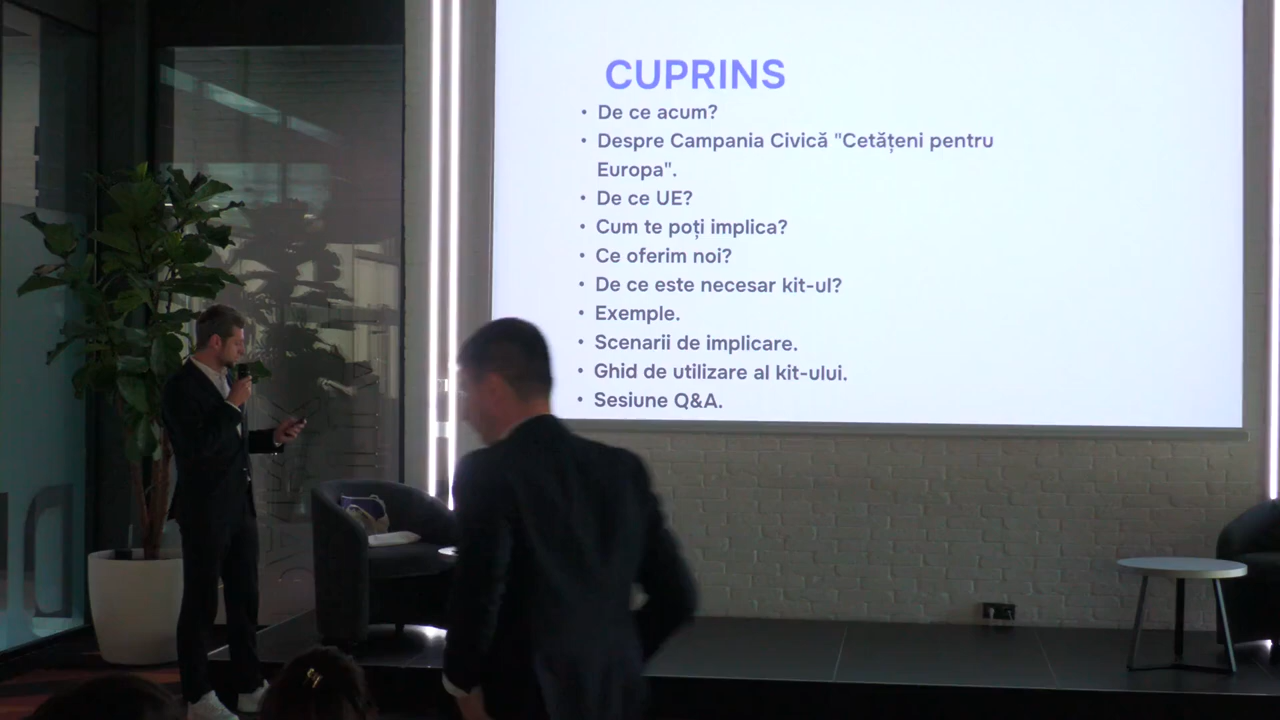 CUPRINS
• De ce acum?
• Despre Campania Civică "Cetățeni pentru
Europa".
• De ce UE?
• Cum te poți implica?
• Ce oferim noi?
• De ce este necesar kit-ul?
• Exemple.
• Scenarii de implicare.
• Ghid de utilizare al kit-ului.
• Sesiune Q&A.